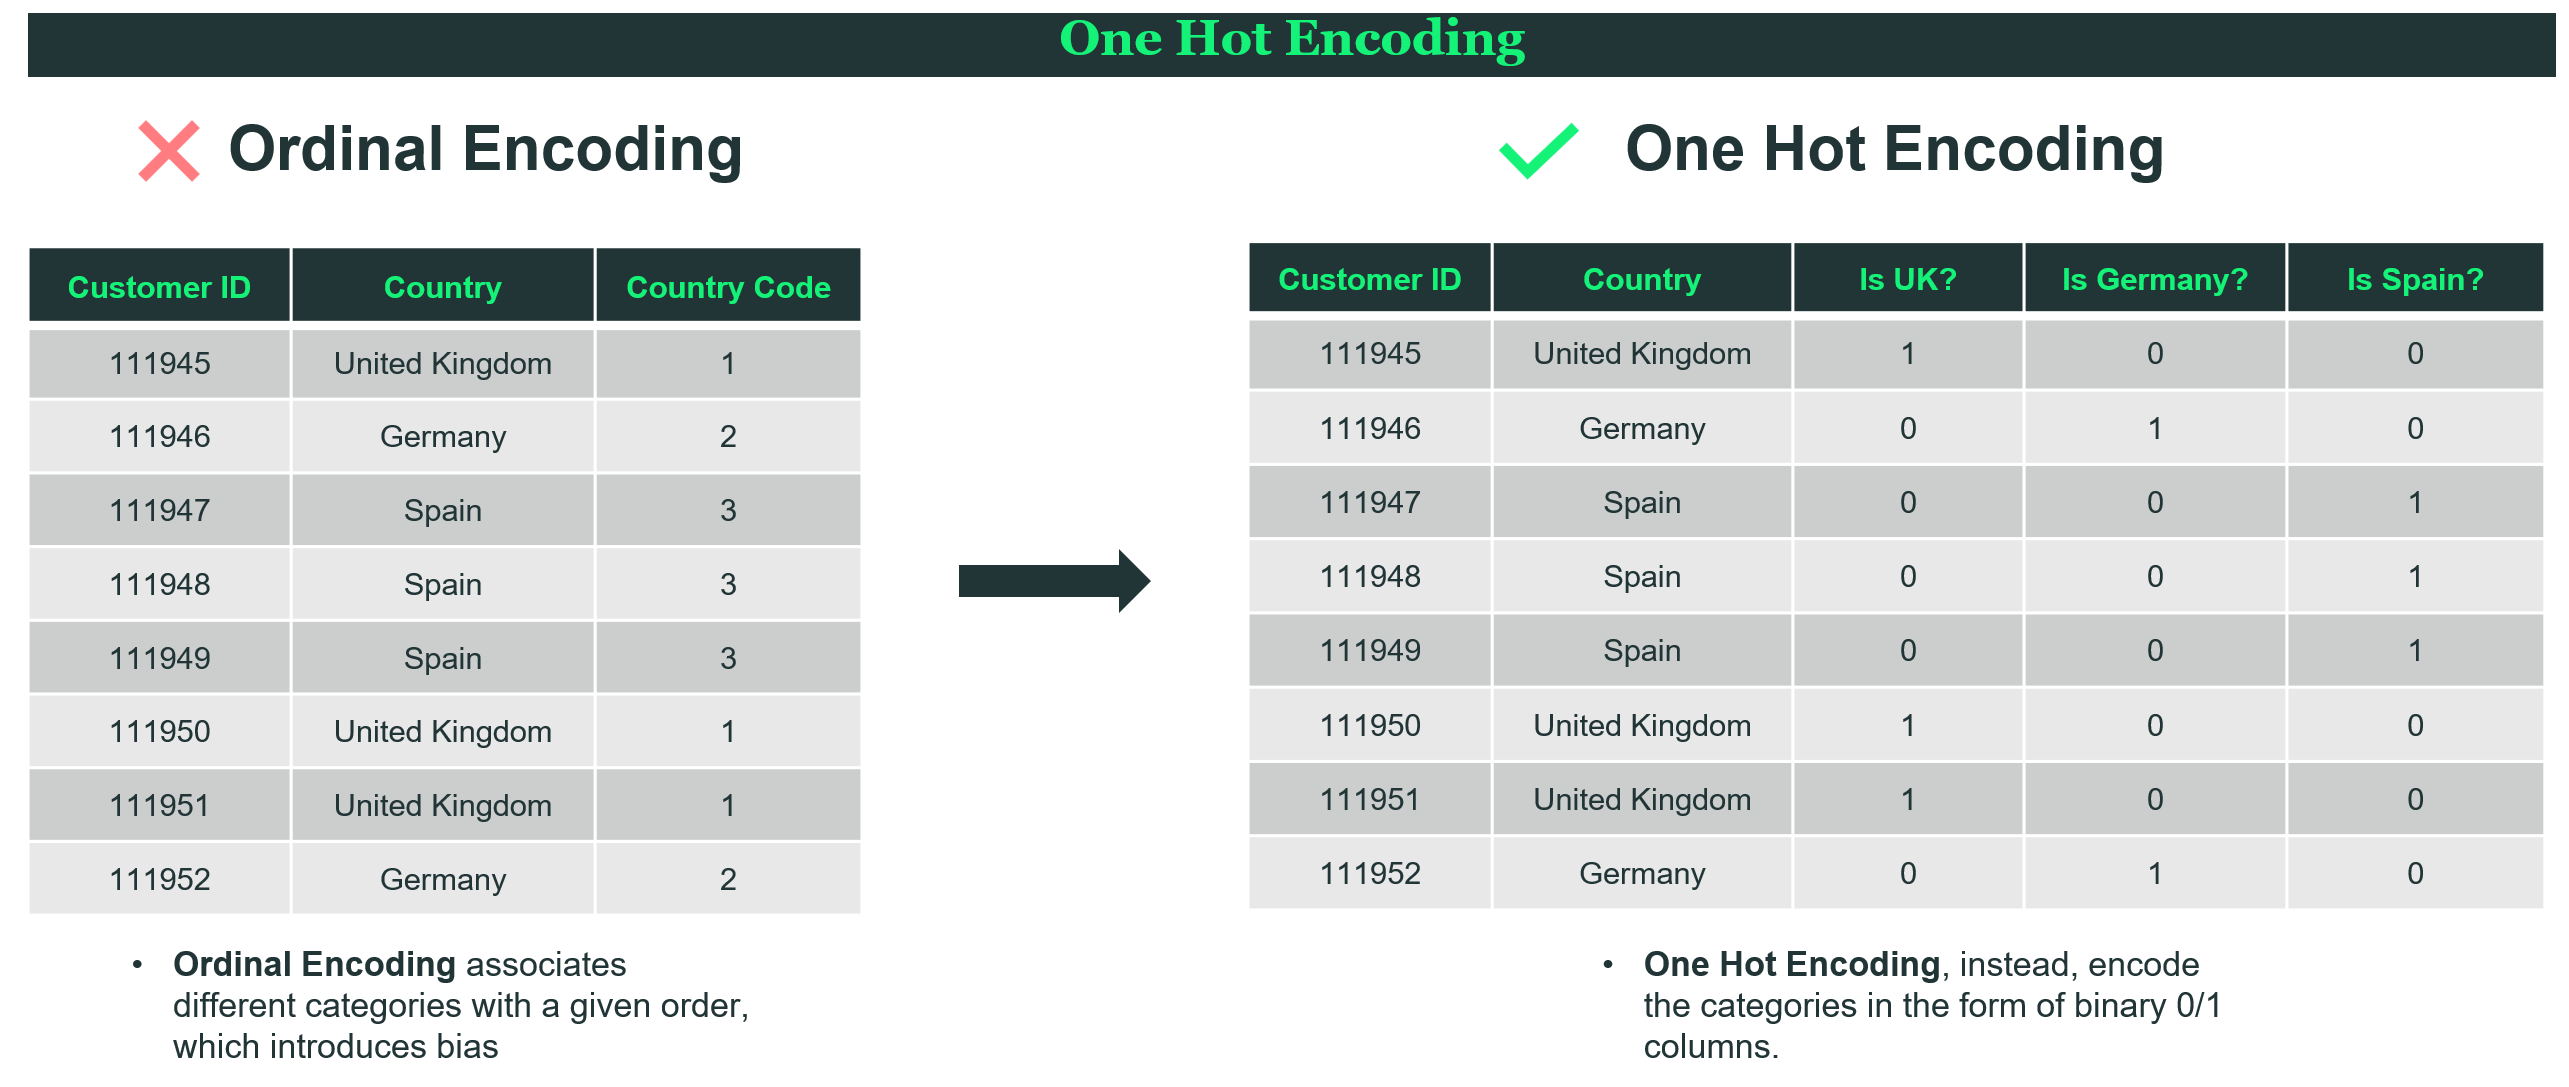 One Hot Encoding
Ordinal Encoding
Customer ID Country Country Code
111945 United Kingdom 1
111946 Germany 2
111947 Spain 3
111948 Spain 3
111949 Spain 3
111950 United Kingdom 1
111951 United Kingdom 1
111952 Germany 2
• Ordinal Encoding associates
different categories with a given order,
which introduces bias
One Hot Encoding
Customer ID Country Is UK? Is Germany? Is Spain?
111945 United Kingdom 1 0 0
111946 Germany 0 1 0
111947 Spain 0 0 1
111948 Spain 0 0 1
111949 Spain 0 0 1
111950 United Kingdom 1 0 0
111951 United Kingdom 1 0 0
111952 Germany 0 1 0
• One Hot Encoding, instead, encode
the categories in the form of binary 0/1
columns.